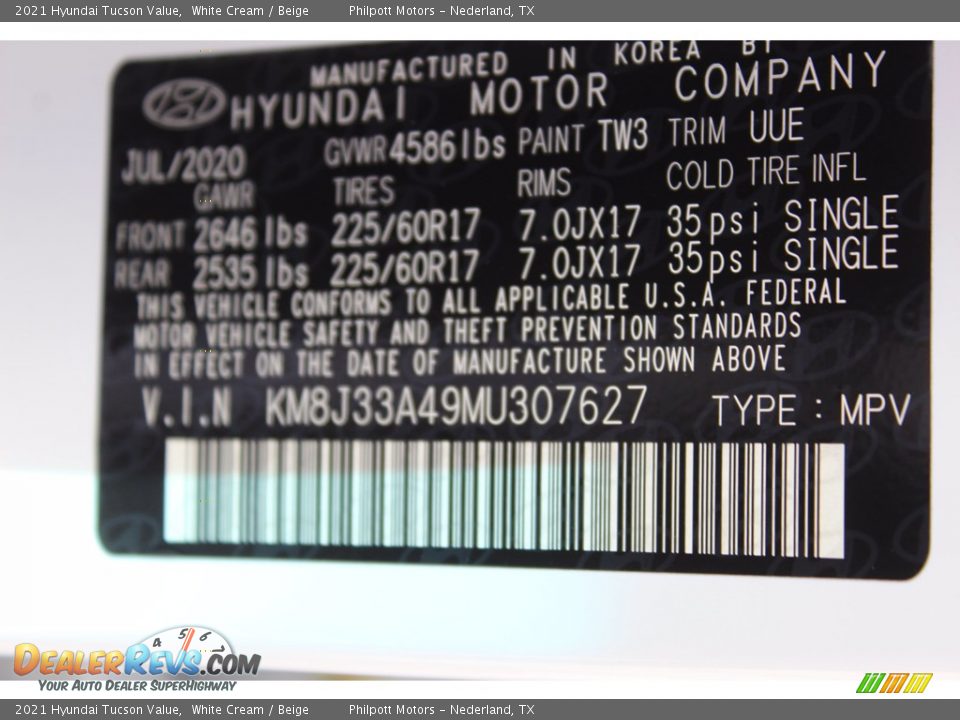 2021 Hyundai Tucson Value, White Cream / Beige Philpott Motors - Nederland, TX
MANUFACTURED IN KOREA BY
HYUNDAI MOTOR COMPANY
JUL/2020 GVWR 4586lbs PAINT TW3 TRIM UUE
GAWR TIRES RIMS COLD TIRE INFL
FRONT 2646 lbs 225/60R17 7.0JX17 35psi SINGLE
REAR 2535 lbs 225/60R17 7.0JX17 35psi SINGLE
THIS VEHICLE CONFORMS TO ALL APPLICABLE U.S.A. FEDERAL
MOTOR VEHICLE SAFETY AND THEFT PREVENTION STANDARDS
IN EFFECT ON THE DATE OF MANUFACTURE SHOWN ABOVE
V.I.N KM8J33A49MU307627 TYPE : MPV
4 5 6
DEALERREVS.COM
YOUR AUTO DEALER SUPERHIGHWAY
2021 Hyundai Tucson Value, White Cream / Beige Philpott Motors - Nederland, TX